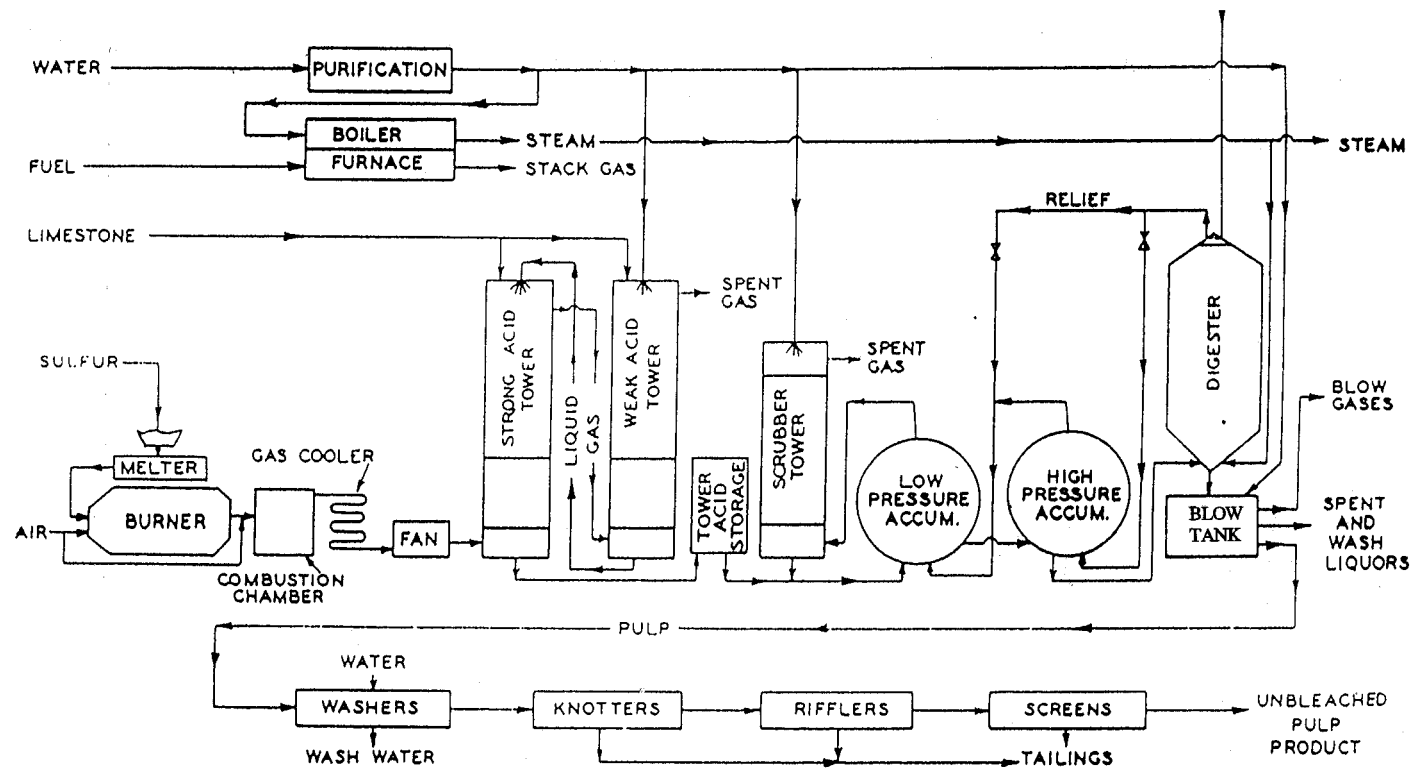 WATER
PURIFICATION
BOILER
STEAM
STEAM
FUEL
FURNACE
STACK GAS
RELIEF
LIMESTONE
SPENT
GAS
STRONG ACID
TOWER
LIQUID
GAS
WEAK ACID
TOWER
SPENT
GAS
SCRUBBER
TOWER
DIGESTER
SULFUR
BLOW
GASES
MELTER
GAS COOLER
BURNER
AIR
FAN
COMBUSTION
CHAMBER
TOWER
ACID
STORAGE
LOW
PRESSURE
ACCUM.
HIGH
PRESSURE
ACCUM.
BLOW
TANK
SPENT
AND
WASH
LIQUORS
PULP
WATER
WASHERS
KNOTTERS
RIFFLERS
SCREENS
UNBLEACHED
PULP
PRODUCT
WASH WATER
TAILINGS